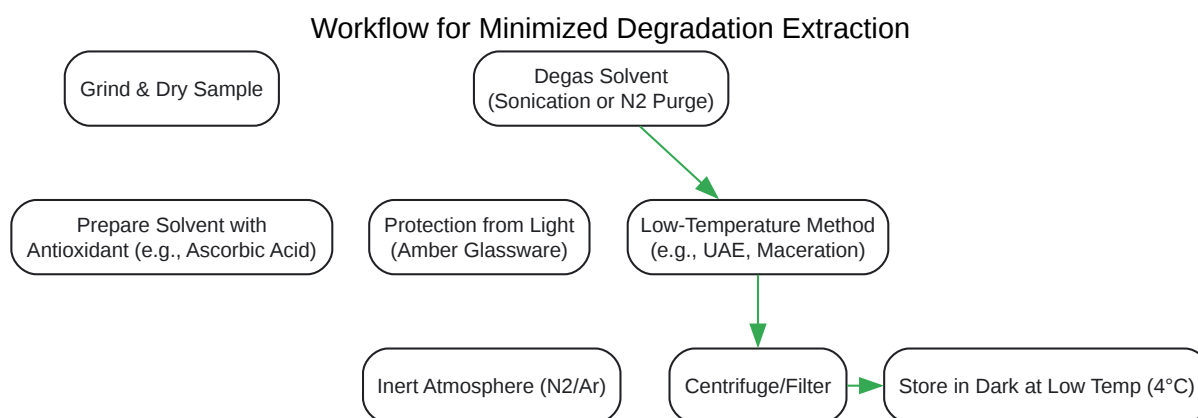 Workflow for Minimized Degradation Extraction
Grind & Dry Sample
Degas Solvent
(Sonication or N2 Purge)
Prepare Solvent with
Antioxidant (e.g., Ascorbic Acid)
Protection from Light
(Amber Glassware)
Low-Temperature Method
(e.g., UAE, Maceration)
Inert Atmosphere (N2/Ar)
Centrifuge/Filter
Store in Dark at Low Temp (4°C)